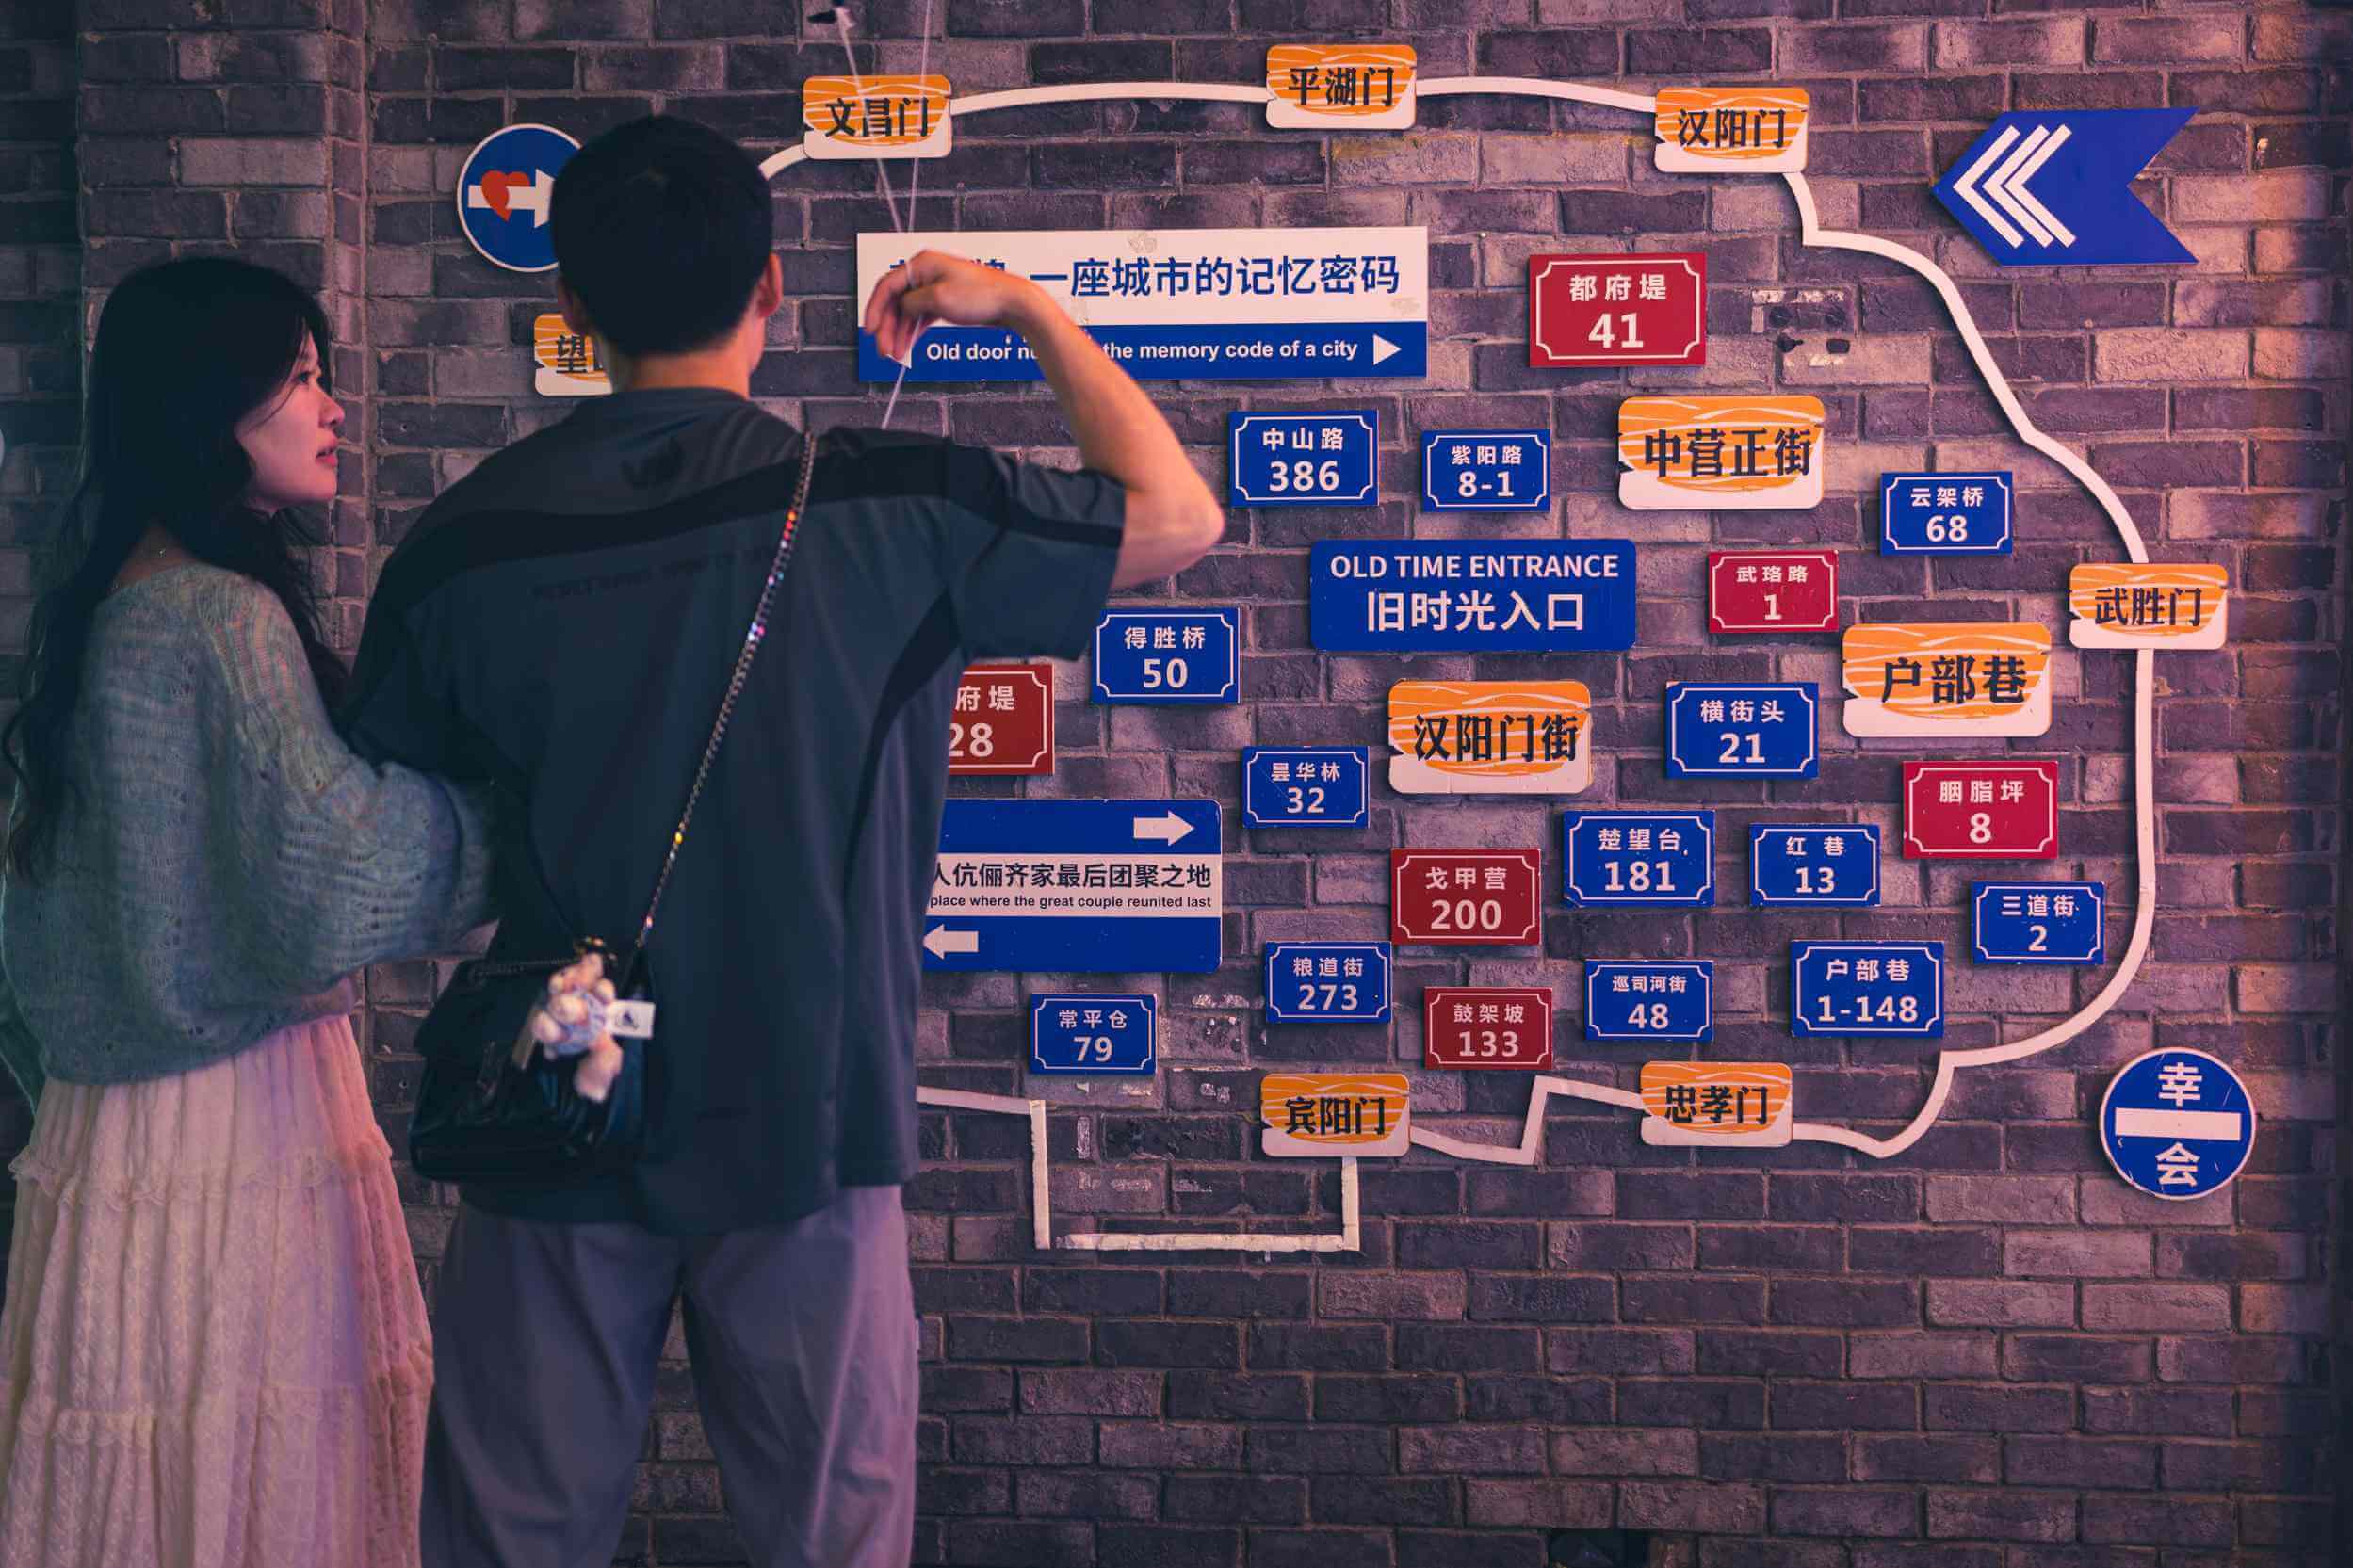 文昌门
平湖门
汉阳门
一座城市的记忆密码
Old door
the memory code of a city
都府堤
41
望
中山路
386
紫阳路
8-1
中营正街
云架桥
68
OLD TIME ENTRANCE
旧时光入口
武珞路
1
武胜门
得胜桥
50
户部巷
府堤
28
汉阳门街
横街头
21
昙华林
32
胭脂坪
8
楚望台
181
红巷
13
人伉俪齐家最后团聚之地
place where the great couple reunited last
戈甲营
200
三道街
2
粮道街
273
户部巷
1-148
巡司河街
48
常平仓
79
鼓架坡
133
宾阳门
忠孝门
幸
会